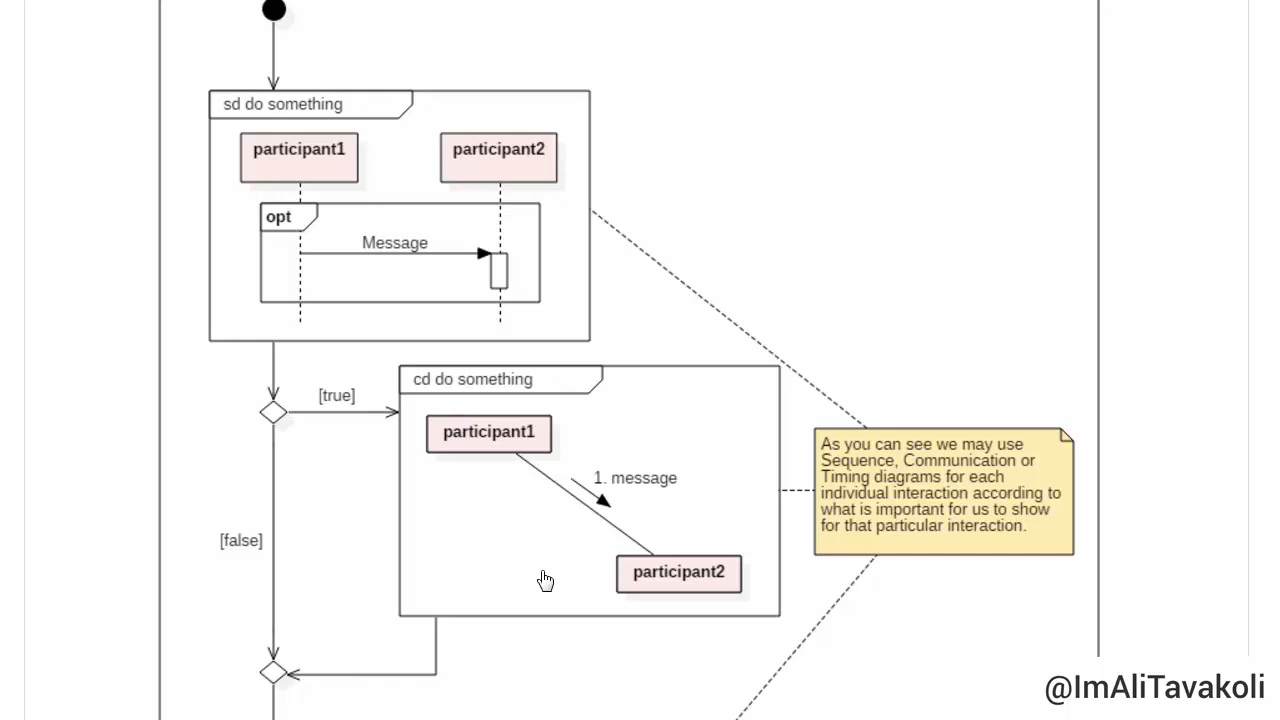 sd do something
participant1
participant2
opt
Message
[true]
cd do something
participant1
1. message
participant2
[false]
As you can see we may use
Sequence, Communication or
Timing diagrams for each
individual interaction according to
what is important for us to show
for that particular interaction.
@ImAliTavakoli